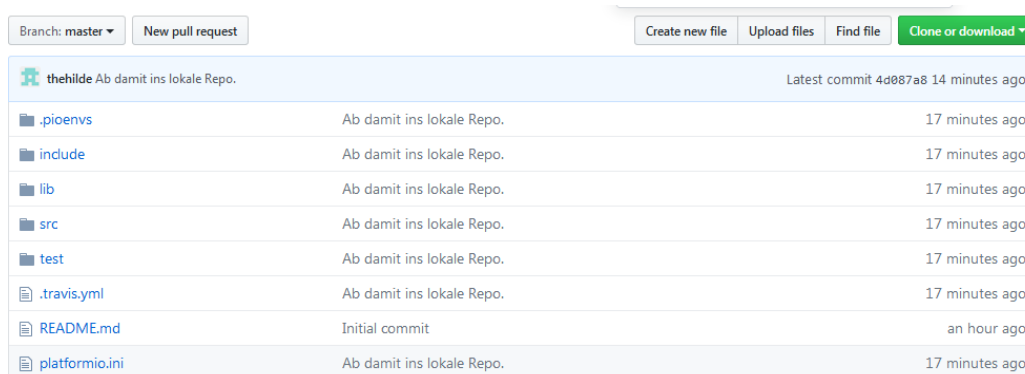 Branch: master New pull request Create new file Upload files Find file Clone or download
thehilde Ab damit ins lokale Repo. Latest commit 4d087a8 14 minutes ago
.pioenvs Ab damit ins lokale Repo. 17 minutes ago
include Ab damit ins lokale Repo. 17 minutes ago
lib Ab damit ins lokale Repo. 17 minutes ago
src Ab damit ins lokale Repo. 17 minutes ago
test Ab damit ins lokale Repo. 17 minutes ago
.travis.yml Ab damit ins lokale Repo. 17 minutes ago
README.md Initial commit an hour ago
platformio.ini Ab damit ins lokale Repo. 17 minutes ago